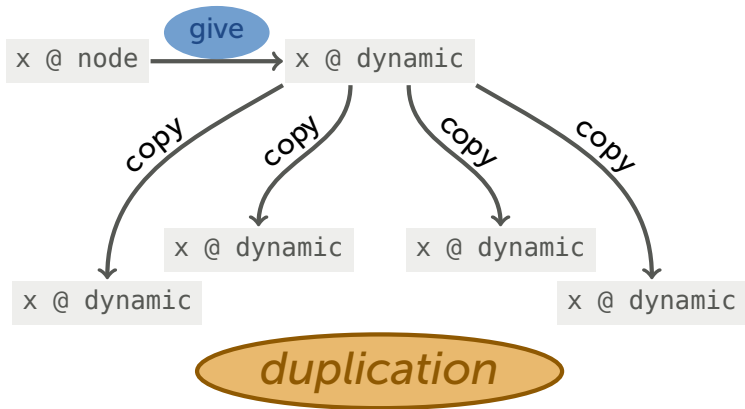 give
x @ node
x @ dynamic
copy
copy
copy
copy
x @ dynamic
x @ dynamic
x @ dynamic
x @ dynamic
duplication